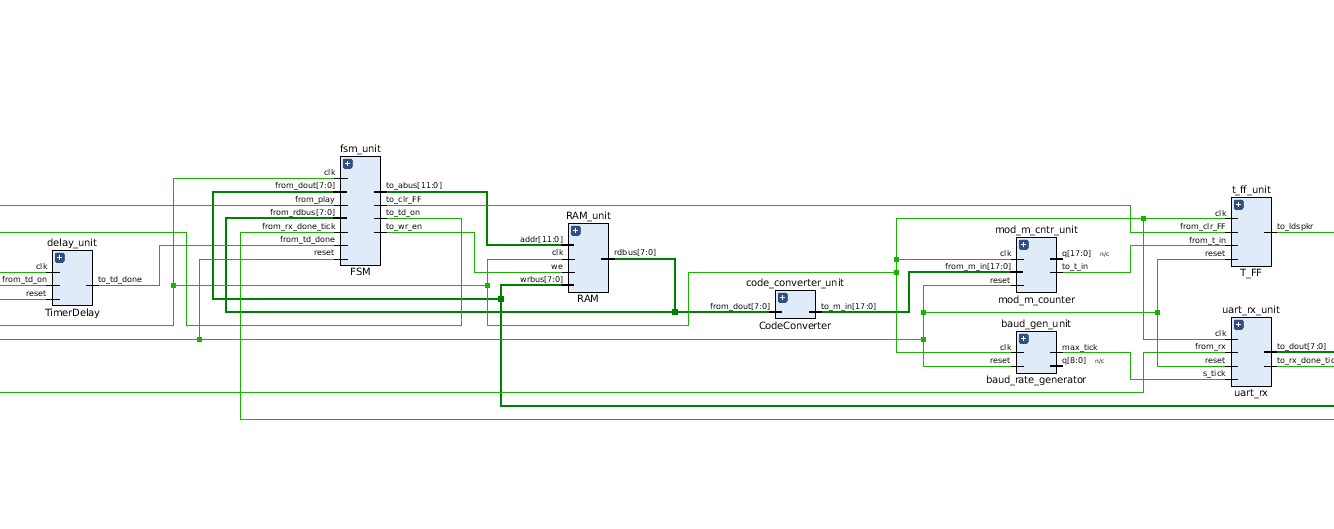 delay_unit
clk
from_td_on
reset
to_td_done
TimerDelay
fsm_unit
clk
from_dout[7:0]
from_play
from_rdbus[7:0]
from_rx_done_tick
from_td_done
reset
to_abus[11:0]
to_clr_FF
to_td_on
to_wr_en
FSM
RAM_unit
addr[11:0]
clk
we
wrbus[7:0]
rdbus[7:0]
RAM
code_converter_unit
from_dout[7:0]
to_m_in[17:0]
CodeConverter
mod_m_cntr_unit
clk
from_m_in[17:0]
reset
q[17:0] n/c
to_t_in
mod_m_counter
baud_gen_unit
clk
reset
max_tick
q[8:0] n/c
baud_rate_generator
t_ff_unit
clk
from_clr_FF
from_t_in
reset
to_ldspkr
T_FF
uart_rx_unit
clk
from_rx
reset
s_tick
to_dout[7:0]
to_rx_done_tic
uart_rx